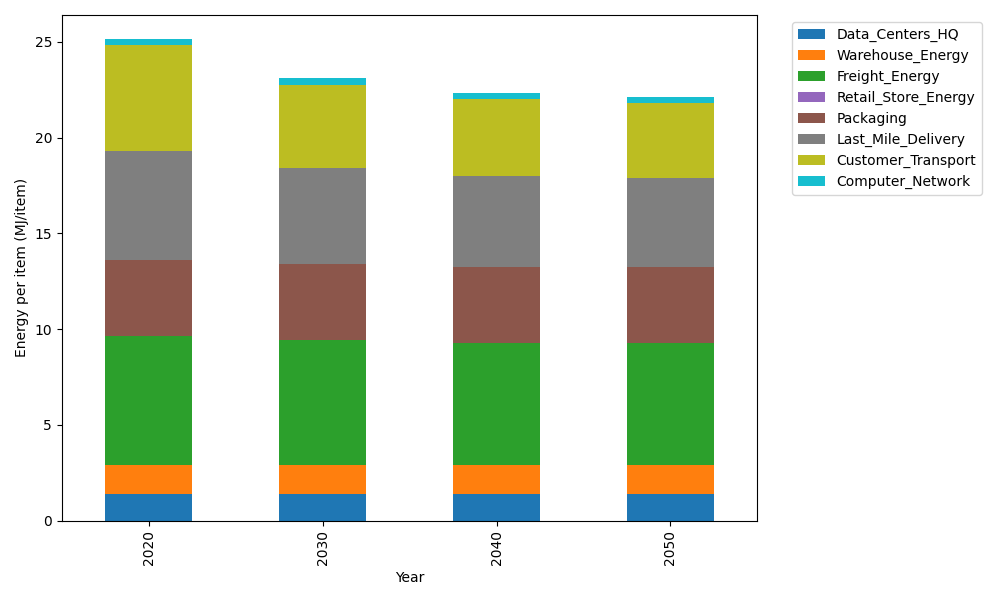 25
20
15
10
5
0
Energy per item (MJ/item)
2020
2030
2040
2050
Year
Data_Centers_HQ
Warehouse_Energy
Freight_Energy
Retail_Store_Energy
Packaging
Last_Mile_Delivery
Customer_Transport
Computer_Network